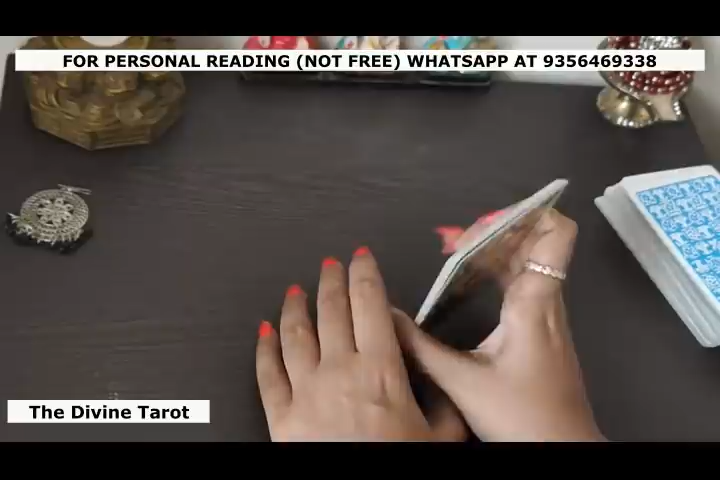 FOR PERSONAL READING (NOT FREE) WHATSAPP AT 9356469338
The Divine Tarot